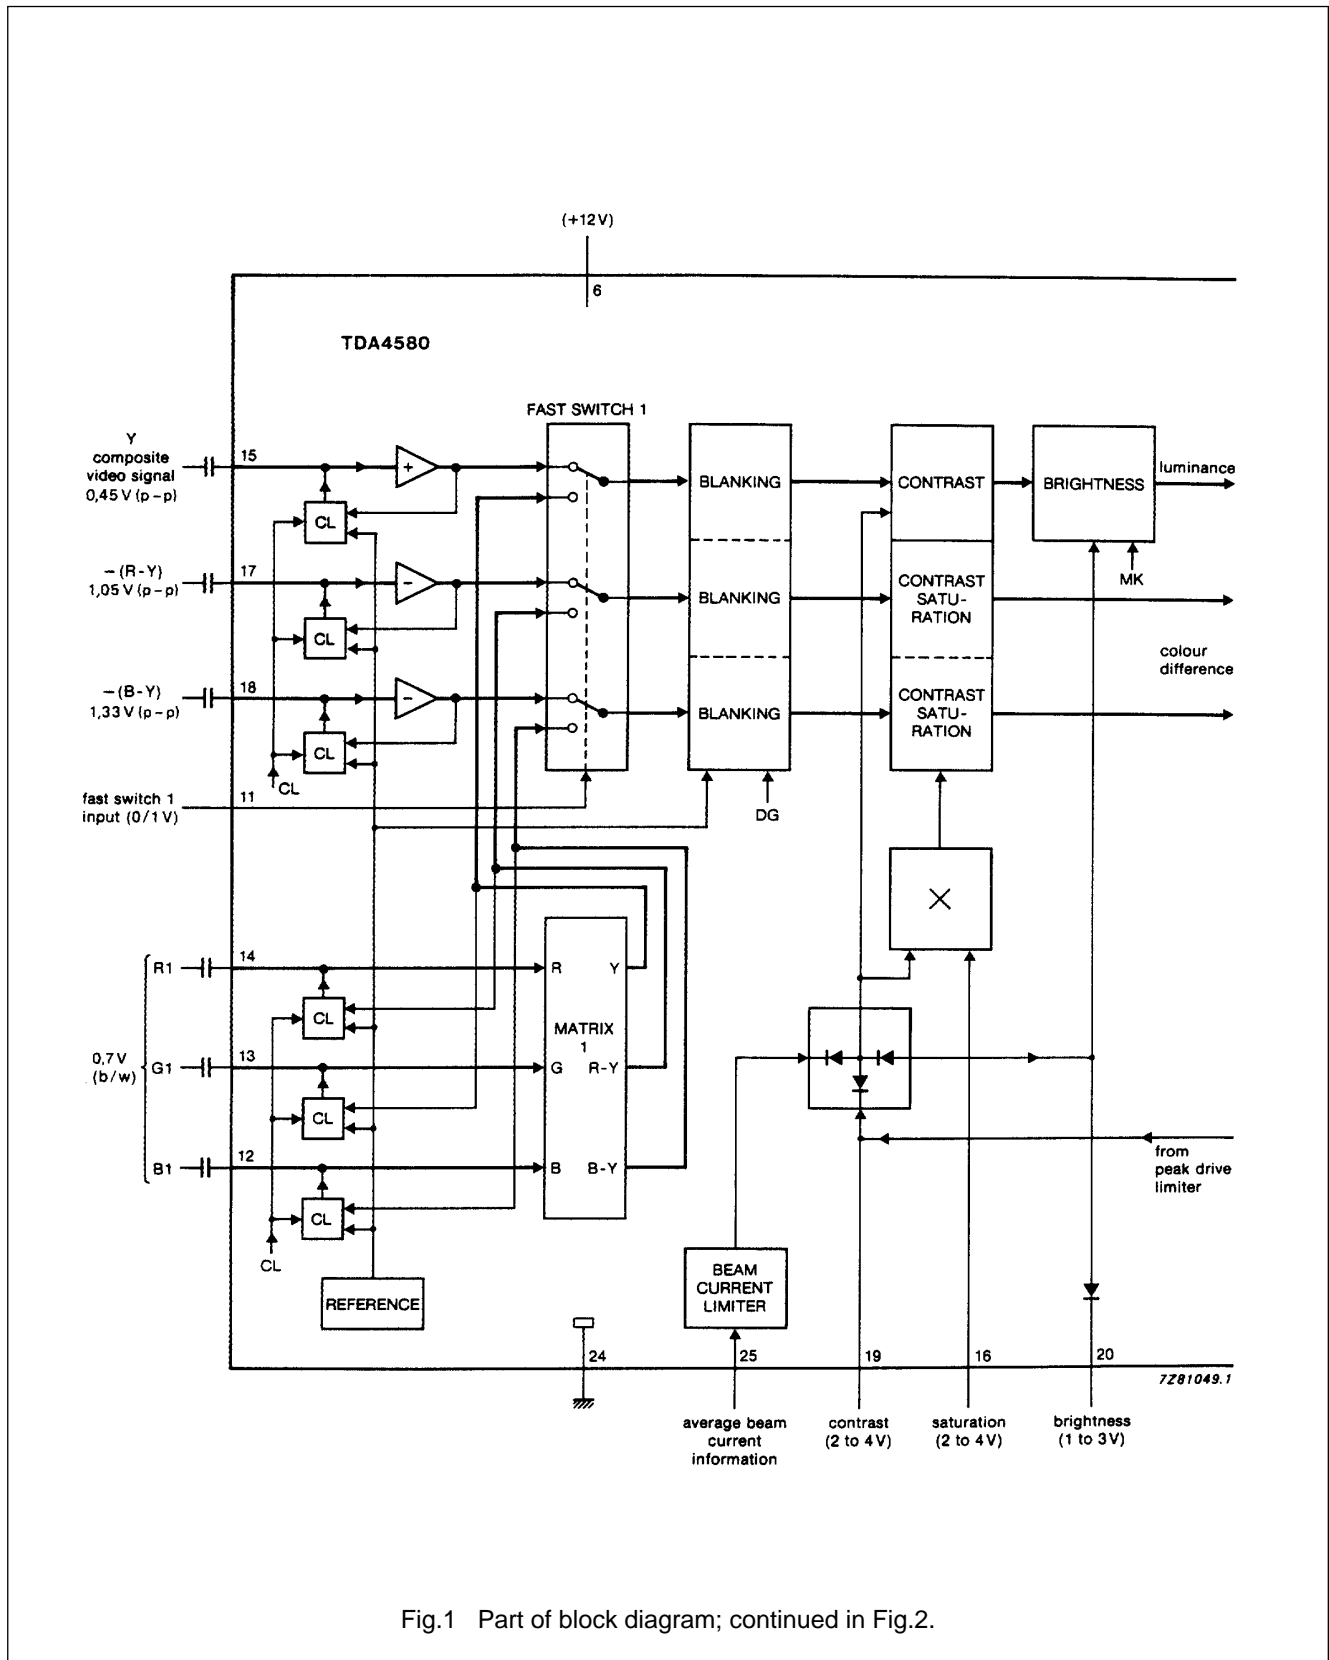 (+12V)
6
TDA4580
FAST SWITCH 1
Y
composite
video signal
0,45 V (p-p)
15
+
CL
BLANKING
CONTRAST
BRIGHTNESS
luminance
MK
-(R-Y)
1,05 V (p-p)
17
-
CL
BLANKING
CONTRAST
SATU-
RATION
colour
difference
-(B-Y)
1,33 V (p-p)
18
-
CL
BLANKING
CONTRAST
SATU-
RATION
CL
fast switch 1
input (0/1 V)
11
DG
0,7 V
(b/w)
R1
14
R
Y
CL
MATRIX
1
G1
13
G
R-Y
CL
B1
12
B
B-Y
CL
CL
REFERENCE
from
peak drive
limiter
BEAM
CURRENT
LIMITER
24
25
19
16
20
7Z81049.1
average beam
current
information
contrast
(2 to 4 V)
saturation
(2 to 4 V)
brightness
(1 to 3 V)
Fig.1 Part of block diagram; continued in Fig.2.